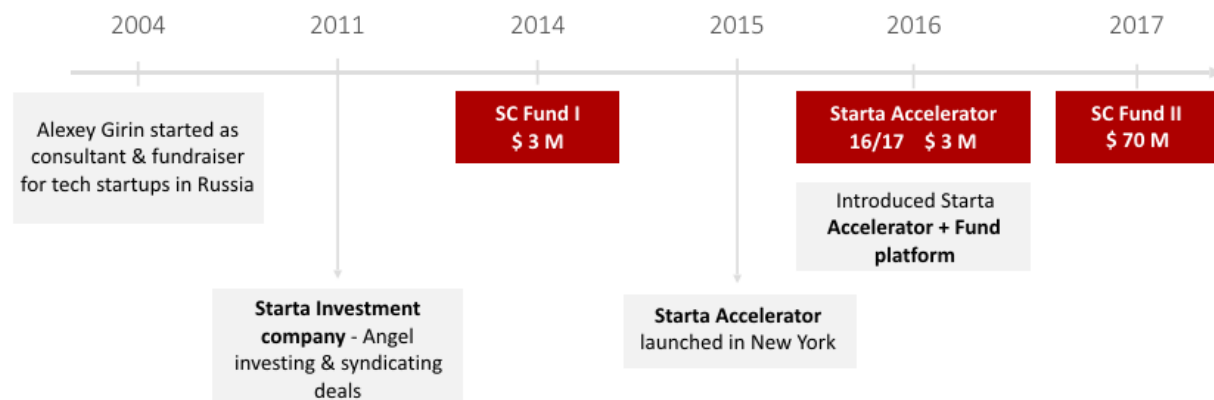 2004
2011
2014
2015
2016
2017
Alexey Girin started as
consultant & fundraiser
for tech startups in Russia
Starta Investment
company - Angel
investing & syndicating
deals
SC Fund I
$ 3 M
Starta Accelerator
launched in New York
Starta Accelerator
16/17 $ 3 M
Introduced Starta
Accelerator + Fund
platform
SC Fund II
$ 70 M